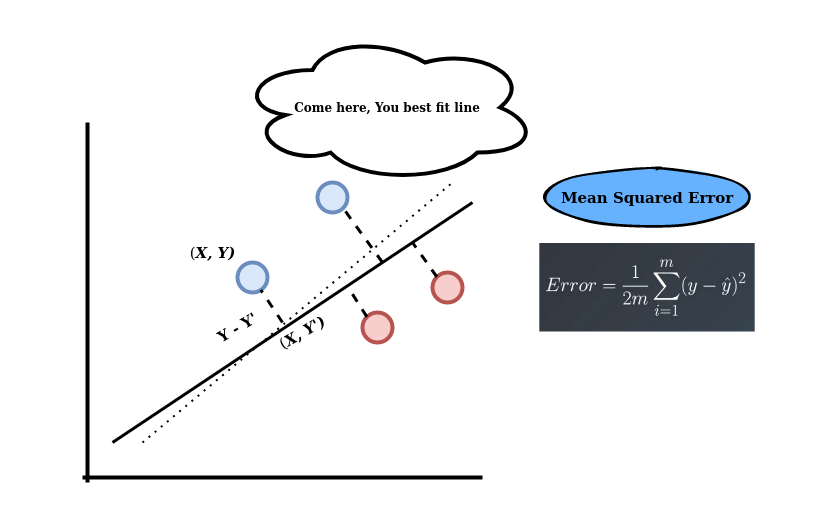 Come here, You best fit line
Mean Squared Error
(X, Y)
Error = \frac{1}{2m} \sum_{i=1}^{m} (y - \hat{y})^2
Y - Y'
(X, Y')